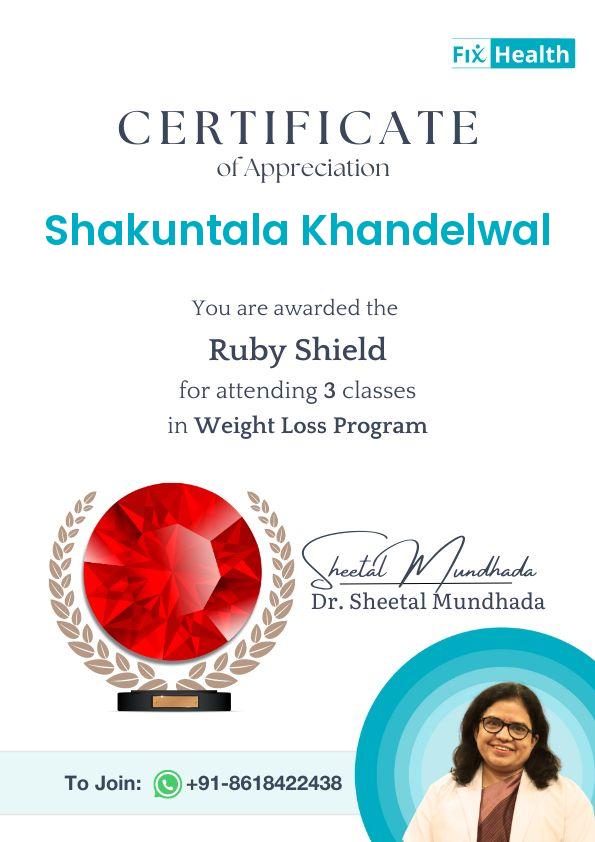 Fix Health
CERTIFICATE
of Appreciation
Shakuntala Khandelwal
You are awarded the
Ruby Shield
for attending 3 classes
in Weight Loss Program
Sheetal Mundhada
Dr. Sheetal Mundhada
To Join: +91-8618422438